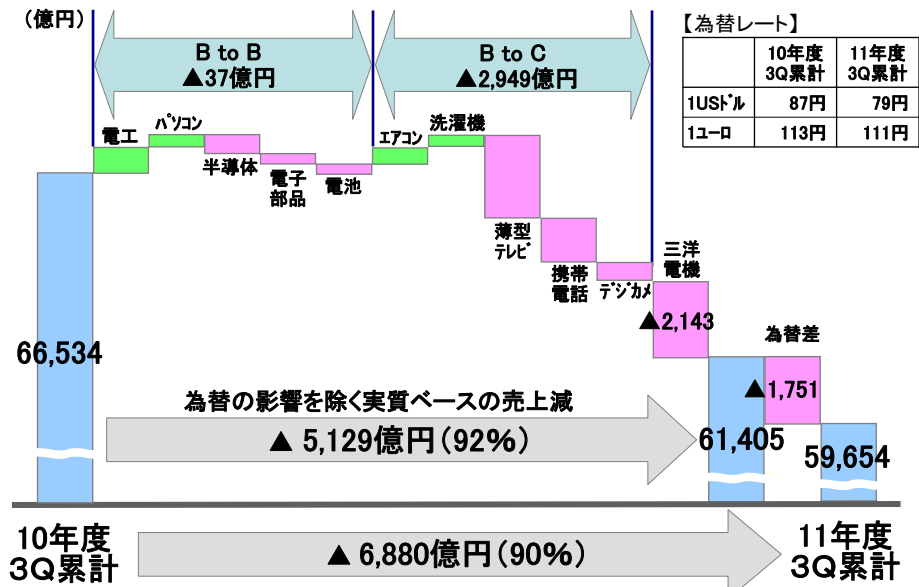 (億円)
B to B
▲37億円
B to C
▲2,949億円
【為替レート】
10年度
3Q累計
11年度
3Q累計
1USドル
87円
79円
1ユーロ
113円
111円
電工
パソコン
半導体
電子
部品
電池
エアコン
洗濯機
薄型
テレビ
携帯
電話
デジカメ
三洋
電機
▲2,143
為替差
▲1,751
66,534
61,405
59,654
為替の影響を除く実質ベースの売上減
▲ 5,129億円(92%)
10年度
3Q累計
▲ 6,880億円(90%)
11年度
3Q累計